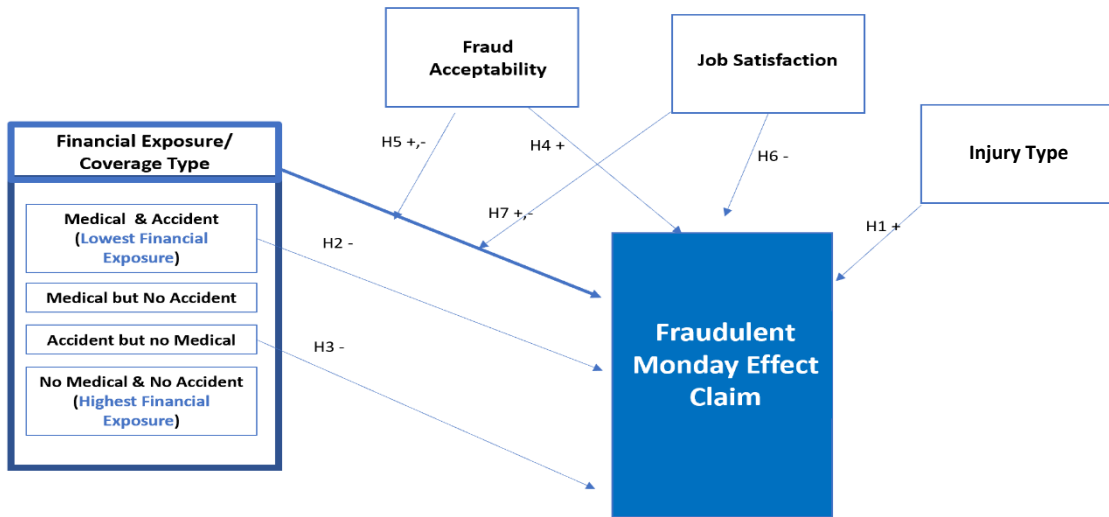 Fraud
Acceptability
Job Satisfaction
Injury Type
Financial Exposure/
Coverage Type
H5 +,-
H4 +
H6 -
H7 +,-
H1 +
Medical & Accident
(Lowest Financial
Exposure)
H2 -
Medical but No Accident
Accident but no Medical
H3 -
No Medical & No Accident
(Highest Financial
Exposure)
Fraudulent
Monday Effect
Claim